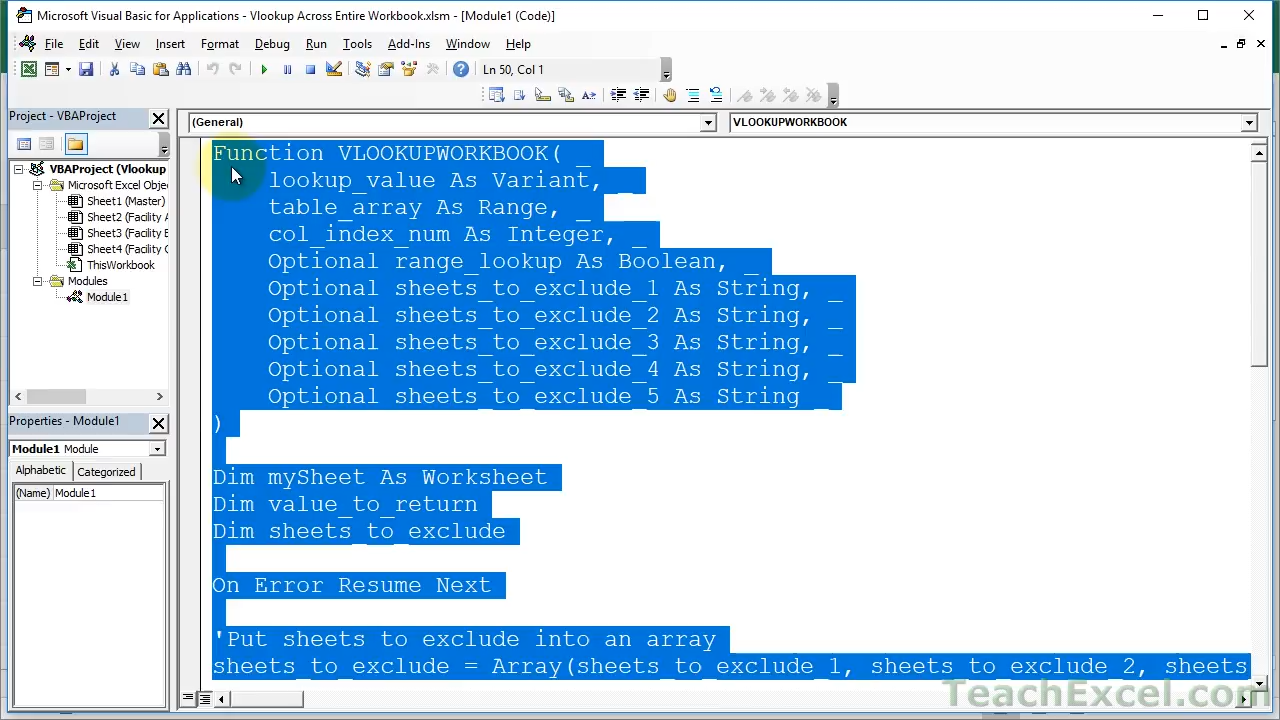 Microsoft Visual Basic for Applications - Vlookup Across Entire Workbook.xlsm - [Module1 (Code)]
File Edit View Insert Format Debug Run Tools Add-Ins Window Help
Ln 50, Col 1
Project - VBAProject
(General)
VLOOKUPWORKBOOK
VBAProject (Vlookup
Microsoft Excel Obje
Sheet1 (Master)
Sheet2 (Facility A
Sheet3 (Facility
Sheet4 (Facility
ThisWorkbook
Modules
Module1
Properties - Module1
Module1 Module
Alphabetic Categorized
(Name) Module1
Function VLOOKUPWORKBOOK( _
lookup_value As Variant, _
table_array As Range, _
col_index_num As Integer, _
Optional range_lookup As Boolean, _
Optional sheets_to_exclude_1 As String, _
Optional sheets_to_exclude_2 As String, _
Optional sheets_to_exclude_3 As String, _
Optional sheets_to_exclude_4 As String, _
Optional sheets_to_exclude_5 As String _
)
Dim mySheet As Worksheet
Dim value_to_return
Dim sheets_to_exclude
On Error Resume Next
'Put sheets to exclude into an array
sheets_to_exclude = Array(sheets_to_exclude_1, sheets_to_exclude_2, sheets
TeachExcel.com